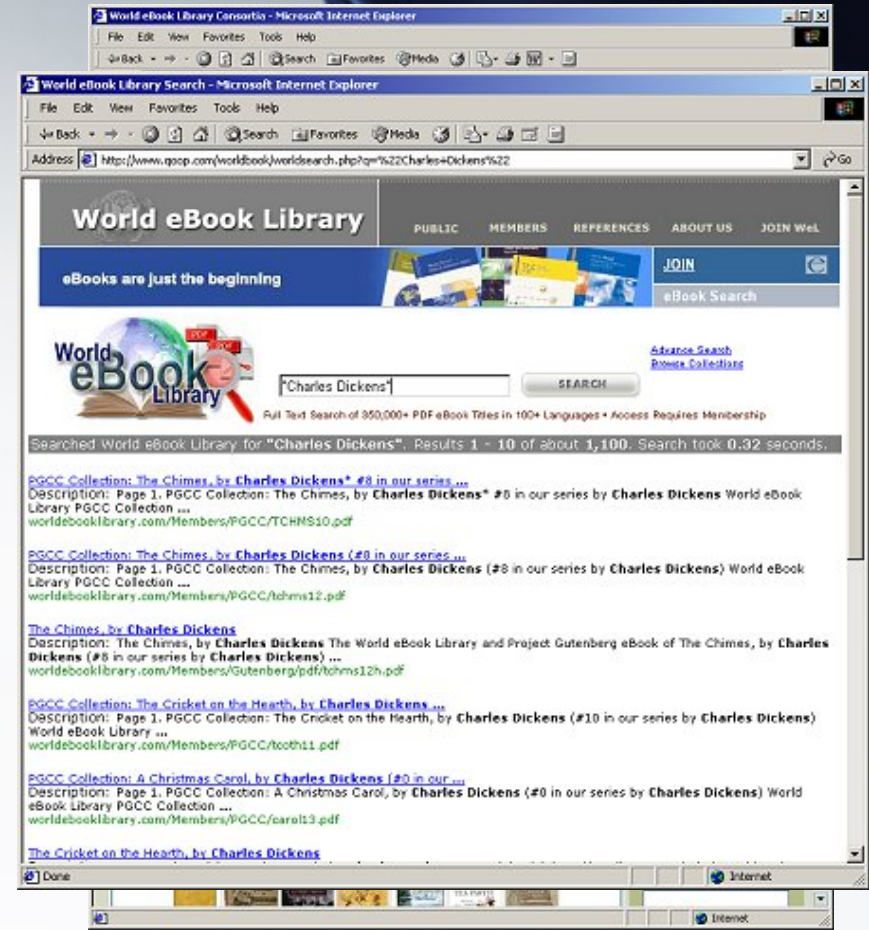 World eBook Library Consortia - Microsoft Internet Explorer
File Edit View Favorites Tools Help
Back Search Favorites Media
World eBook Library Search - Microsoft Internet Explorer
File Edit View Favorites Tools Help
Back Search Favorites Media
Address http://www.qoop.com/worldbook/worldsearch.php?q=%22Charles+Dickens%22 Go
World eBook Library PUBLIC MEMBERS REFERENCES ABOUT US JOIN WeL
eBooks are just the beginning
JOIN
eBook Search
World eBook Library
PDF
Advance Search
Browse Collections
"Charles Dickens" SEARCH
Full Text Search of 350,000+ PDF eBook Titles in 100+ Languages • Access Requires Membership
Searched World eBook Library for "Charles Dickens". Results 1 - 10 of about 1,100. Search took 0.32 seconds.
PGCC Collection: The Chimes, by Charles Dickens* #8 in our series ...
Description: Page 1. PGCC Collection: The Chimes, by Charles Dickens* #8 in our series by Charles Dickens World eBook
Library PGCC Collection ...
worldebooklibrary.com/Members/PGCC/TCHMS10.pdf
PGCC Collection: The Chimes, by Charles Dickens (#8 in our series ...
Description: Page 1. PGCC Collection: The Chimes, by Charles Dickens (#8 in our series by Charles Dickens) World eBook
Library PGCC Collection ...
worldebooklibrary.com/Members/PGCC/tchms12.pdf
The Chimes, by Charles Dickens
Description: The Chimes, by Charles Dickens The World eBook Library and Project Gutenberg eBook of The Chimes, by Charles
Dickens (#8 in our series by Charles Dickens) ...
worldebooklibrary.com/Members/Gutenberg/pdf/tchms12h.pdf
PGCC Collection: The Cricket on the Hearth, by Charles Dickens ...
Description: Page 1. PGCC Collection: The Cricket on the Hearth, by Charles Dickens (#10 in our series by Charles Dickens)
World eBook Library ...
worldebooklibrary.com/Members/PGCC/tcoth11.pdf
PGCC Collection: A Christmas Carol, by Charles Dickens (#0 in our ...
Description: Page 1. PGCC Collection: A Christmas Carol, by Charles Dickens (#0 in our series by Charles Dickens) World
eBook Library PGCC Collection ...
worldebooklibrary.com/Members/PGCC/carol13.pdf
The Cricket on the Hearth, by Charles Dickens
Done Internet
Internet